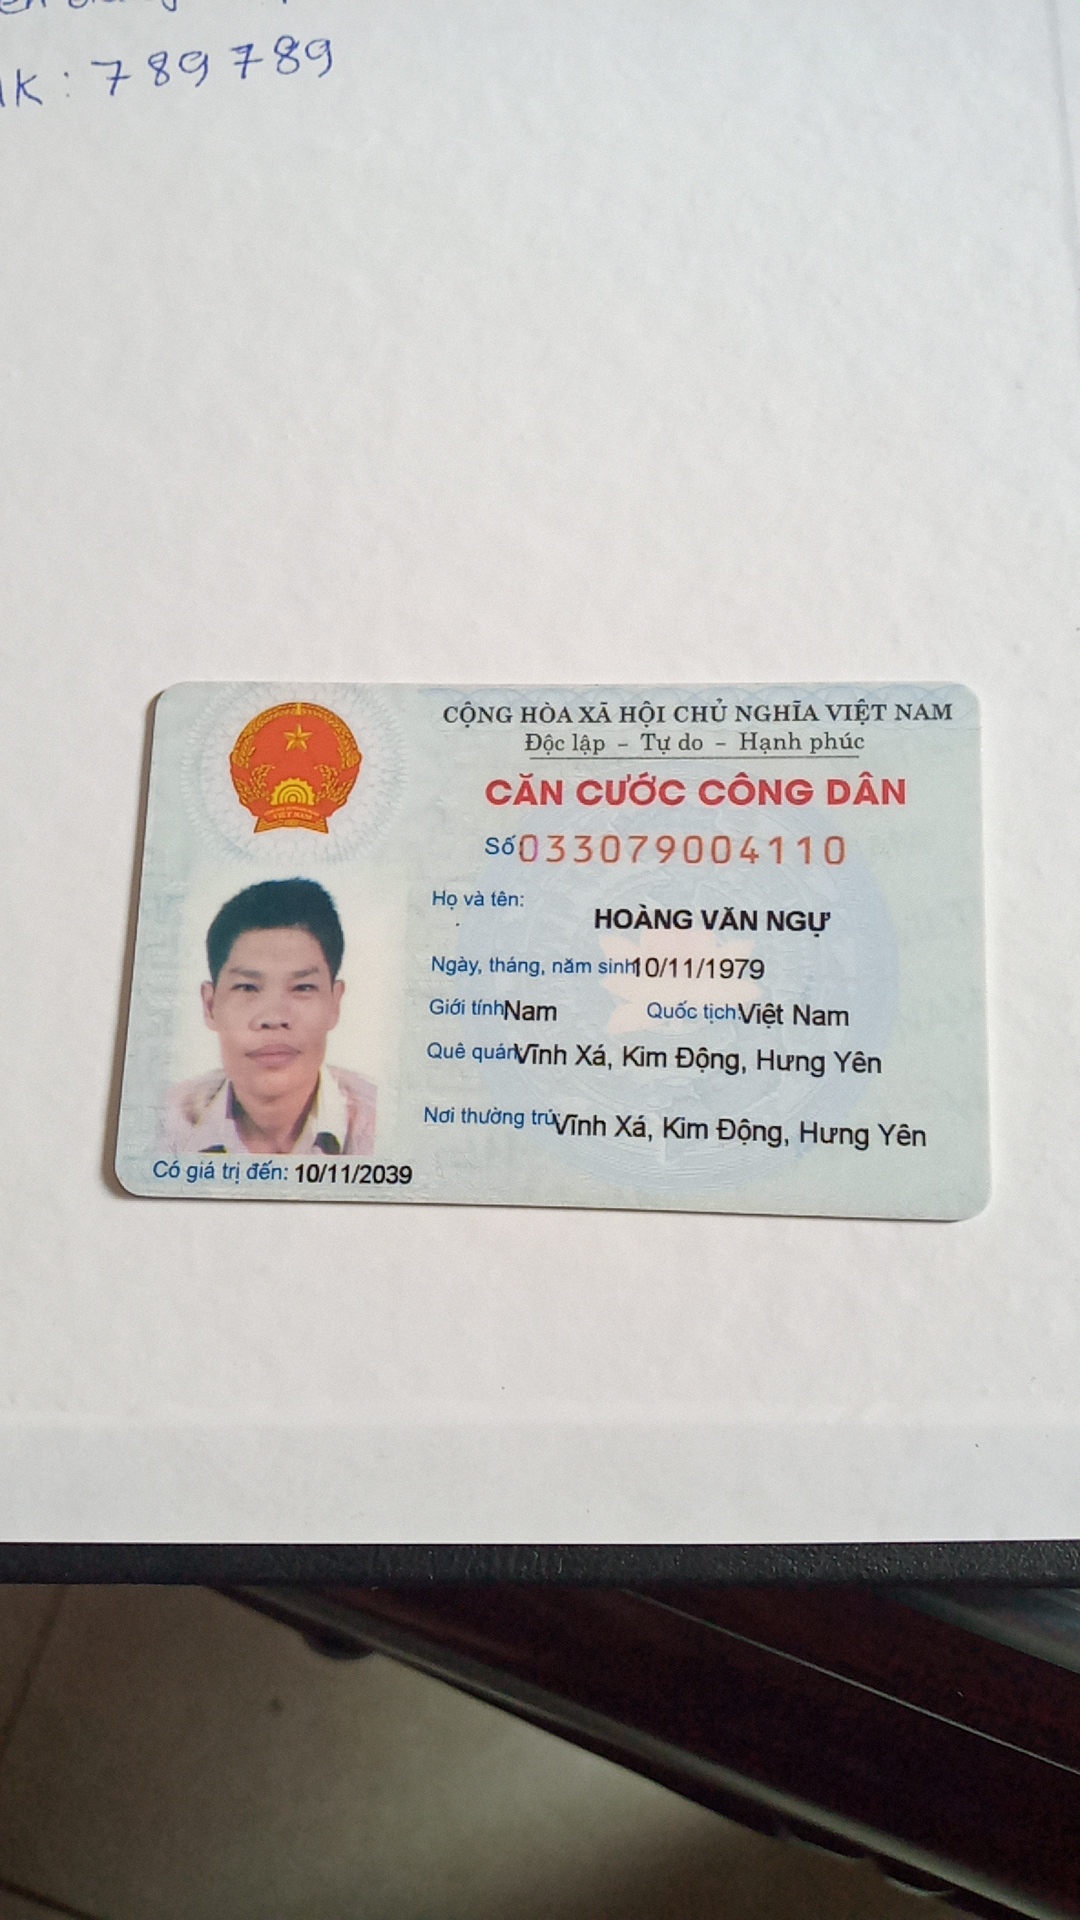 K: 789789
CỘNG HÒA XÃ HỘI CHỦ NGHĨA VIỆT NAM
Độc lập – Tự do – Hạnh phúc
CĂN CƯỚC CÔNG DÂN
Số: 033079004110
Họ và tên:
HOÀNG VĂN NGỰ
Ngày, tháng, năm sinh: 10/11/1979
Giới tính: Nam Quốc tịch: Việt Nam
Quê quán: Vĩnh Xá, Kim Động, Hưng Yên
Nơi thường trú: Vĩnh Xá, Kim Động, Hưng Yên
Có giá trị đến: 10/11/2039
VIỆT NAM